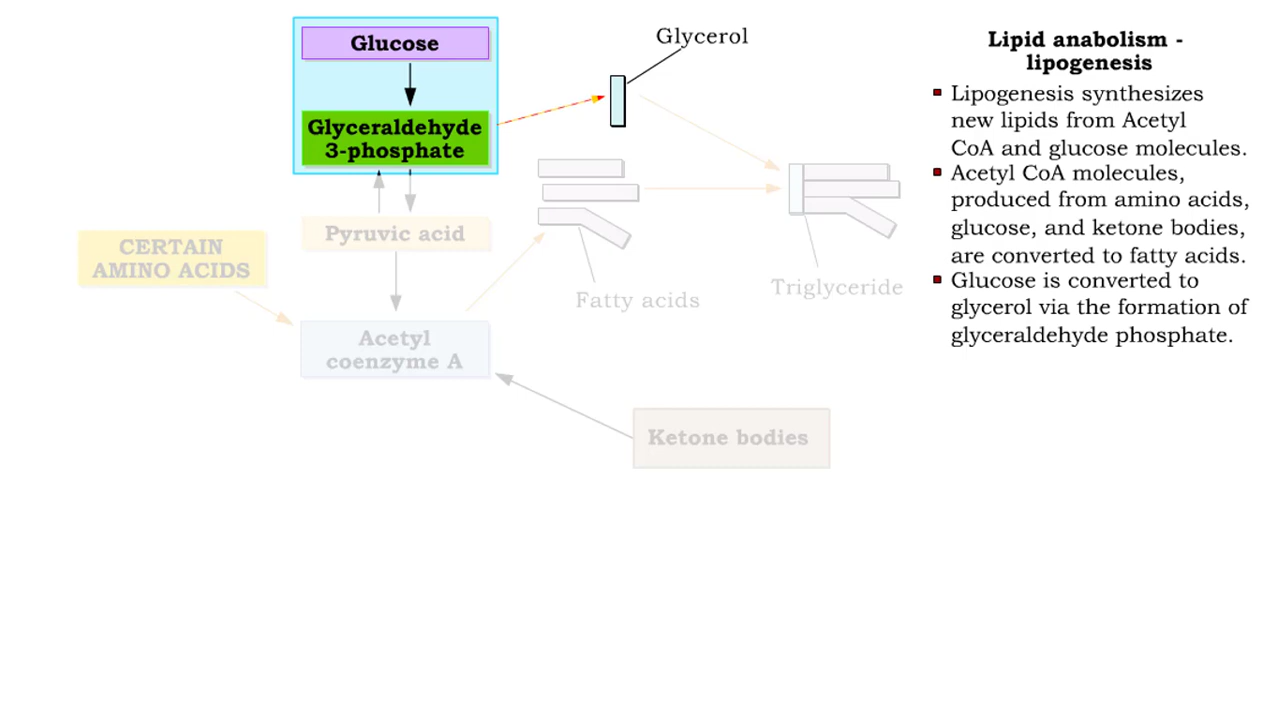 Glucose
Glyceraldehyde
3-phosphate
Glycerol
Pyruvic acid
CERTAIN
AMINO ACIDS
Acetyl
coenzyme A
Fatty acids
Triglyceride
Ketone bodies
Lipid anabolism -
lipogenesis
Lipogenesis synthesizes
new lipids from Acetyl
CoA and glucose molecules.
Acetyl CoA molecules,
produced from amino acids,
glucose, and ketone bodies,
are converted to fatty acids.
Glucose is converted to
glycerol via the formation of
glyceraldehyde phosphate.